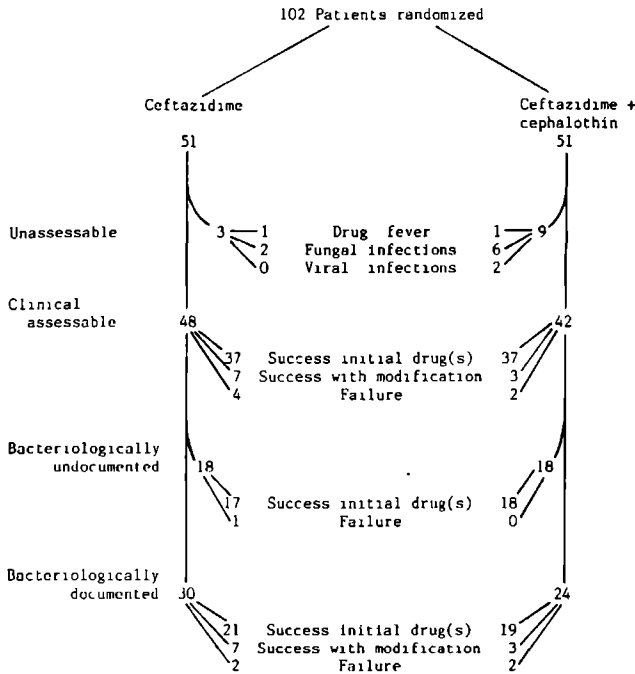 102 Patients randomized
Ceftazidime
Ceftazidime +
cephalothin
51
51
Unassessable
3
1
Drug fever
1
9
2
Fungal infections
6
0
Viral infections
2
Clinical
assessable
48
42
37
Success initial drug(s)
37
7
Success with modification
3
4
Failure
2
Bacteriologically
undocumented
18
18
17
Success initial drug(s)
18
1
Failure
0
Bacteriologically
documented
30
24
21
Success initial drug(s)
19
7
Success with modification
3
2
Failure
2